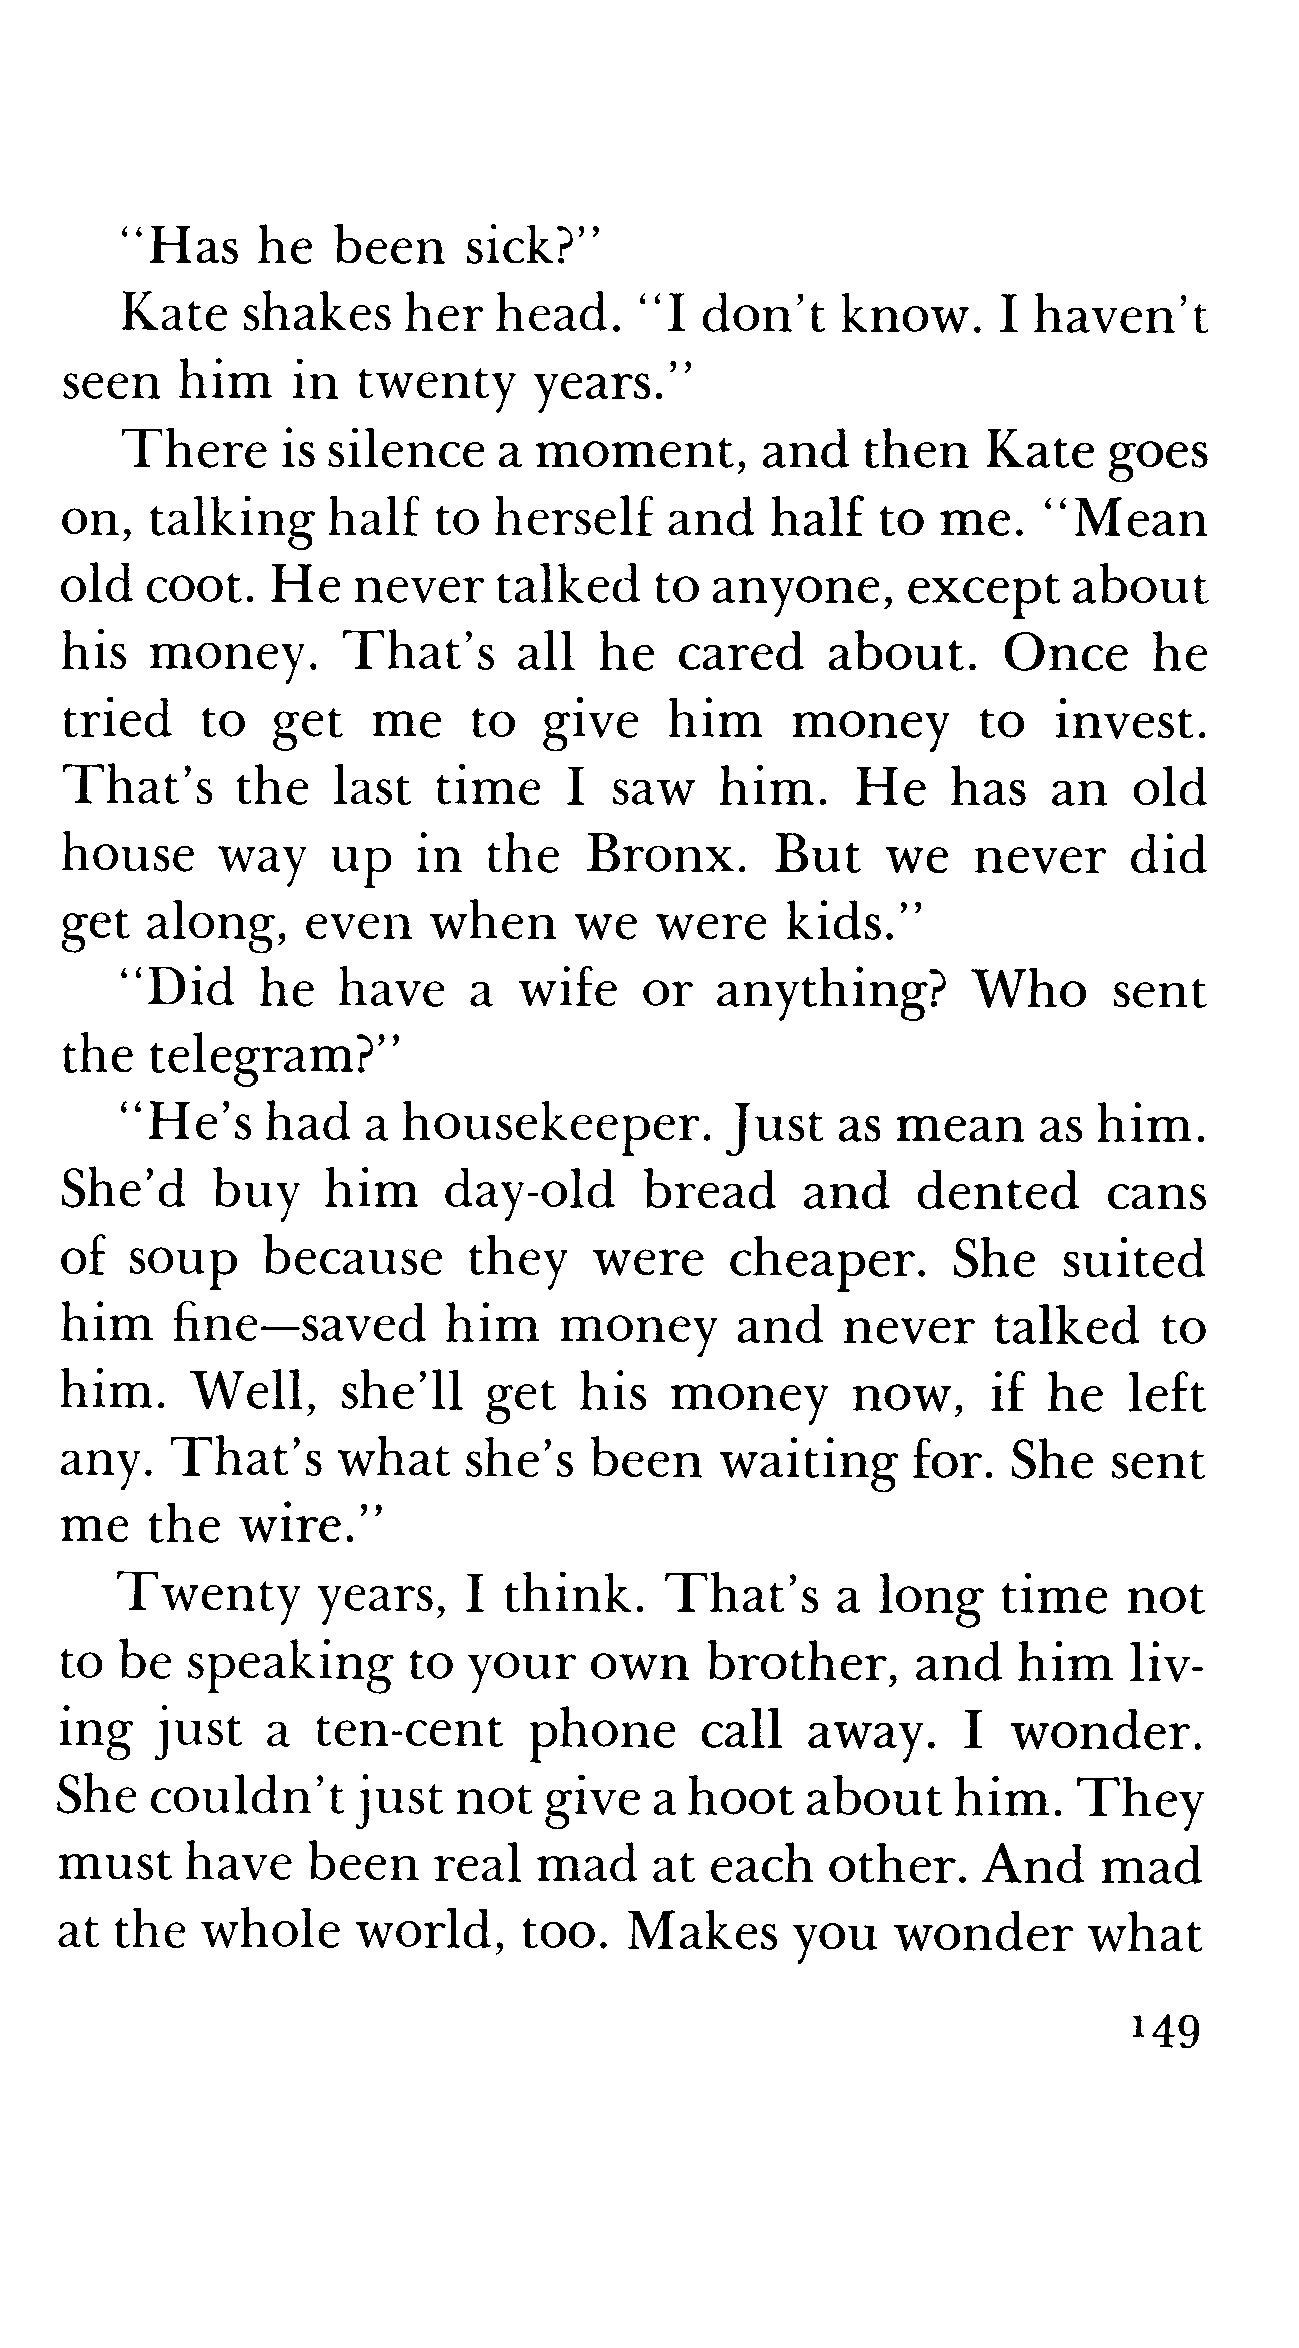 “Has he been sick?”
Kate shakes her head. “I don’t know. I haven’t
seen him in twenty years.”
There is silence a moment, and then Kate goes
on, talking half to herself and half to me. “Mean
old coot. He never talked to anyone, except about
his money. That’s all he cared about. Once he
tried to get me to give him money to invest.
That’s the last time I saw him. He has an old
house way up in the Bronx. But we never did
get along, even when we were kids.”
“Did he have a wife or anything? Who sent
the telegram?”
“He’s had a housekeeper. Just as mean as him.
She’d buy him day-old bread and dented cans
of soup because they were cheaper. She suited
him fine—saved him money and never talked to
him. Well, she’ll get his money now, if he left
any. That’s what she’s been waiting for. She sent
me the wire.”
Twenty years, I think. That’s a long time not
to be speaking to your own brother, and him liv-
ing just a ten-cent phone call away. I wonder.
She couldn’t just not give a hoot about him. They
must have been real mad at each other. And mad
at the whole world, too. Makes you wonder what
149